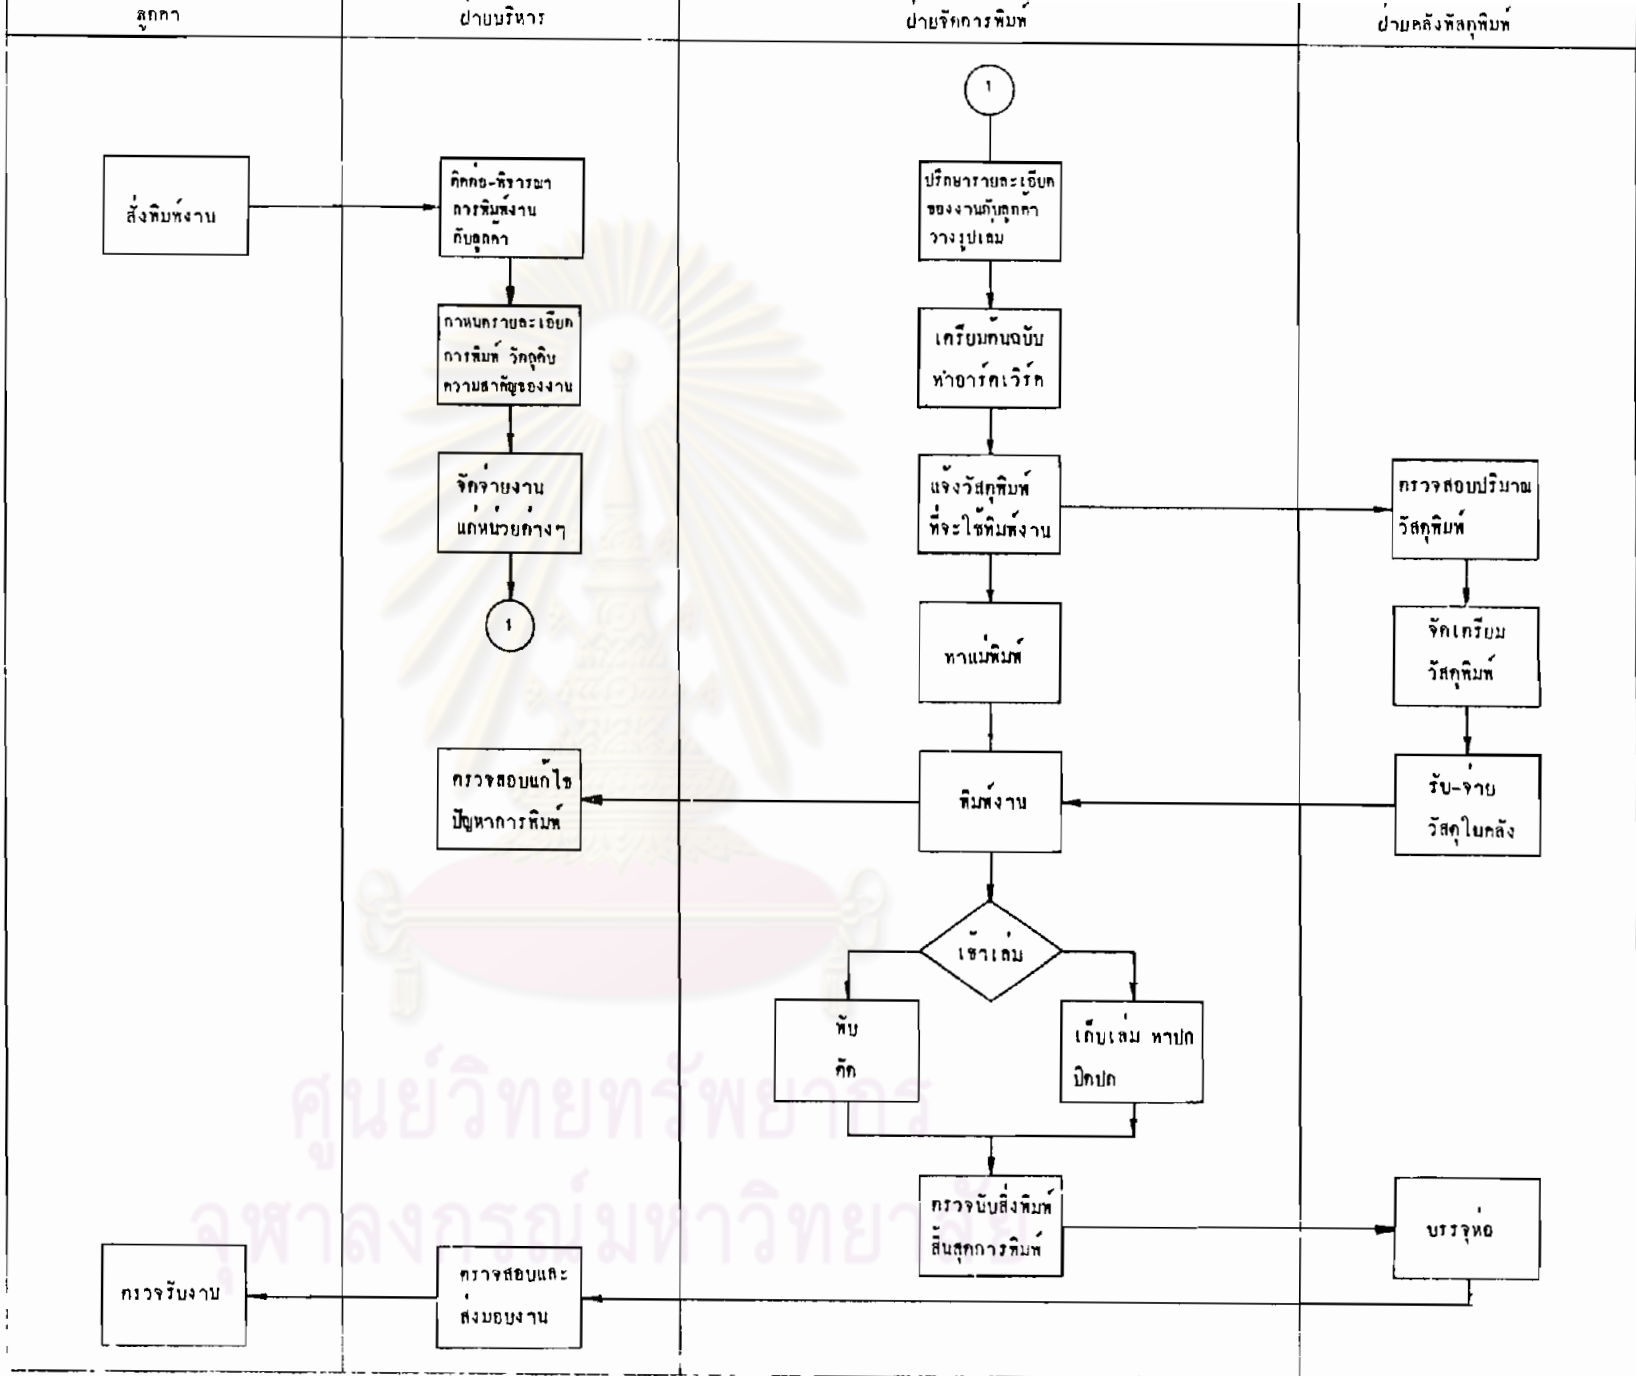 ลูกค้า
ฝ่ายบริหาร
ฝ่ายจัดการพิมพ์
ฝ่ายคลังพัสดุพิมพ์
1
สั่งพิมพ์งาน
ติดต่อ-พิจารณา
การพิมพ์งาน
กับลูกค้า
ปรึกษารายละเอียด
ของงานกับลูกค้า
วางรูปเล่ม
กำหนดรายละเอียด
การพิมพ์ วัตถุดิบ
ความสำคัญของงาน
เตรียมต้นฉบับ
ทำอาร์ตเวิร์ค
จัดจ่ายงาน
แก่หน่วยต่างๆ
แจ้งวัสดุพิมพ์
ที่จะใช้พิมพ์งาน
ตรวจสอบปริมาณ
วัสดุพิมพ์
1
ทำแม่พิมพ์
จัดเตรียม
วัสดุพิมพ์
ตรวจสอบแก้ไข
ปัญหาการพิมพ์
พิมพ์งาน
รับ-จ่าย
วัสดุในคลัง
เข้าเล่ม
พับ
ตัด
เก็บเล่ม ทำปก
ปิดปก
ตรวจนับสิ่งพิมพ์
สิ้นสุดการพิมพ์
บรรจุห่อ
ตรวจรับงาน
ตรวจสอบและ
ส่งมอบงาน
ศูนย์วิทยทรัพยากร
จุฬาลงกรณ์มหาวิทยาลัย